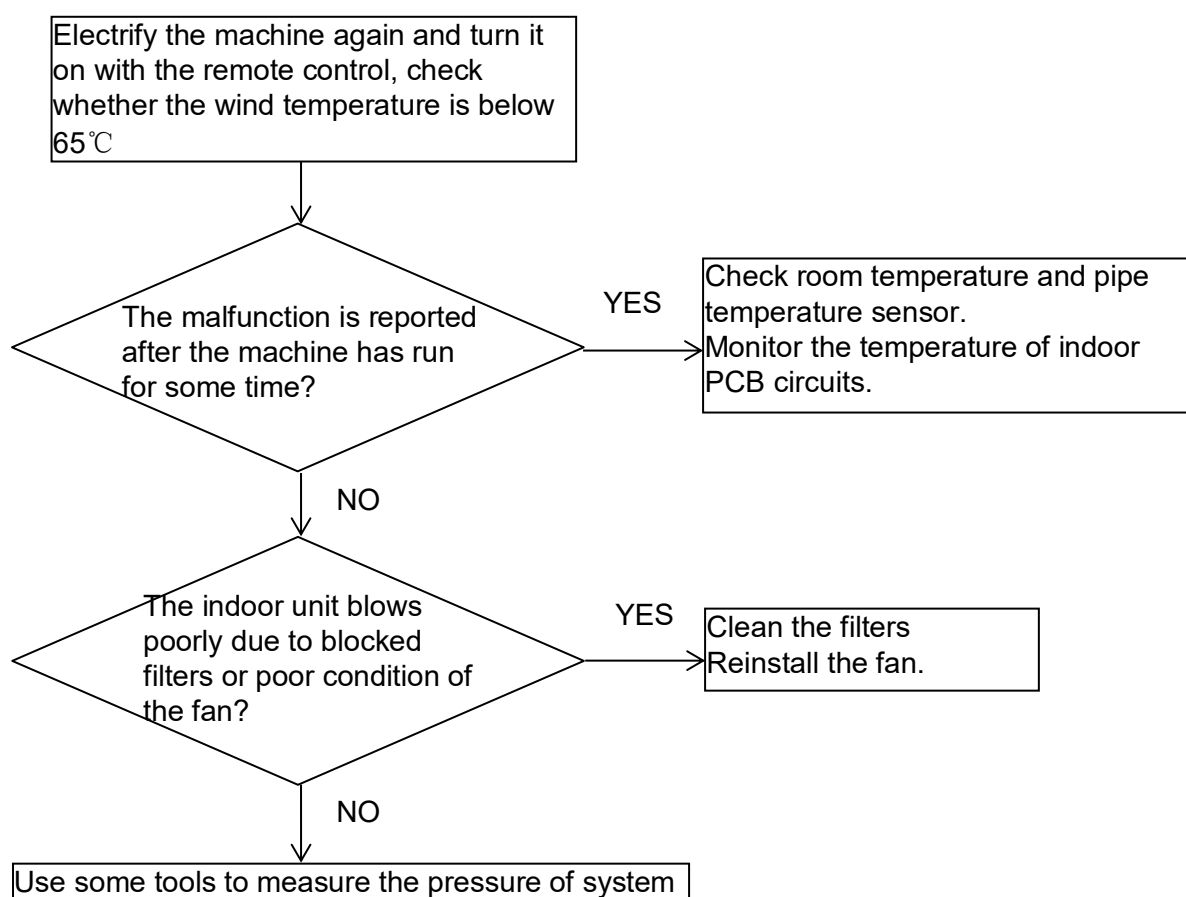 Electrify the machine again and turn it
on with the remote control, check
whether the wind temperature is below
65℃
The malfunction is reported
after the machine has run
for some time?
YES
Check room temperature and pipe
temperature sensor.
Monitor the temperature of indoor
PCB circuits.
NO
The indoor unit blows
poorly due to blocked
filters or poor condition of
the fan?
YES
Clean the filters
Reinstall the fan.
NO
Use some tools to measure the pressure of system